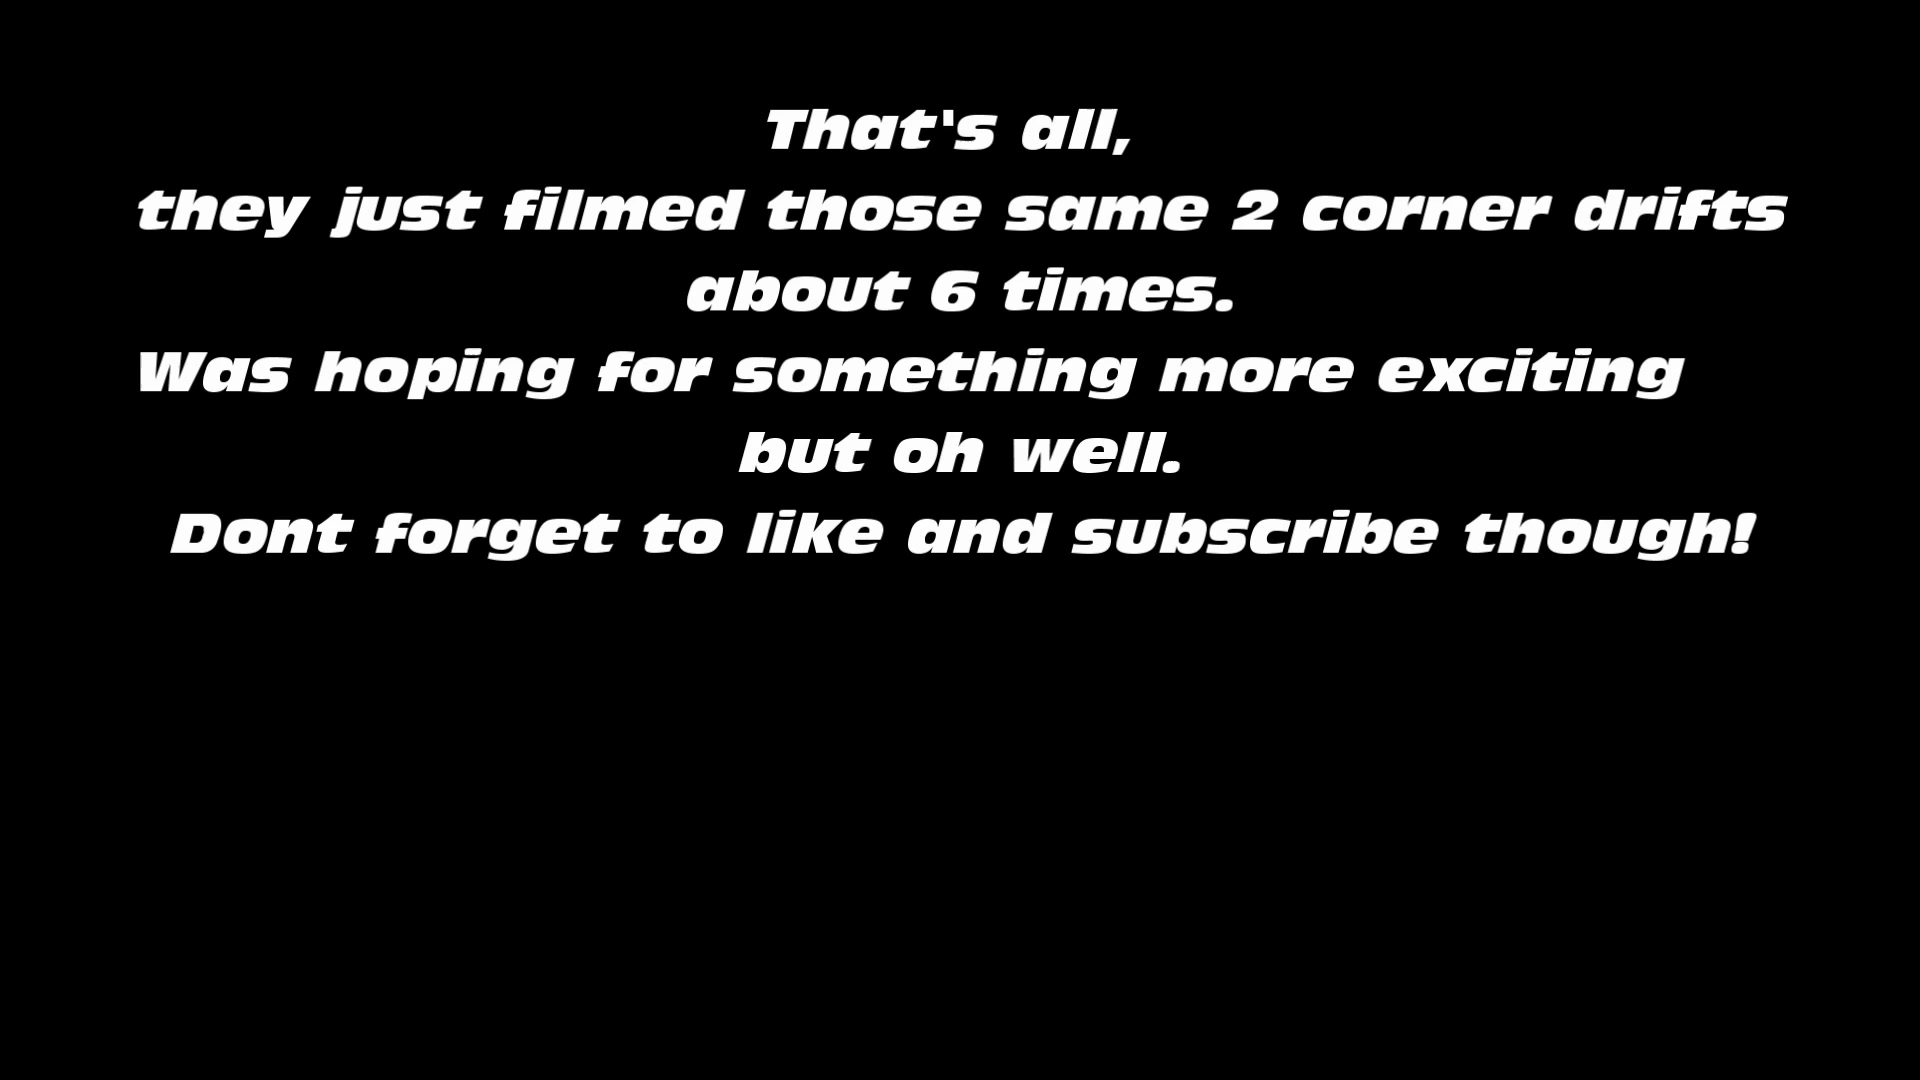 That's all,
they just filmed those same 2 corner drifts
about 6 times.
Was hoping for something more exciting
but oh well.
Dont forget to like and subscribe though!